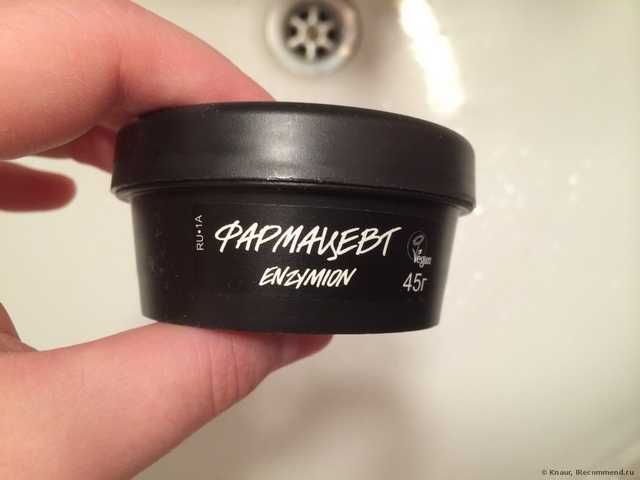 RU•1A
ФАРМАЦЕВТ
ENZYMION
Vegan
45г
© Knaur, IRecommend.ru